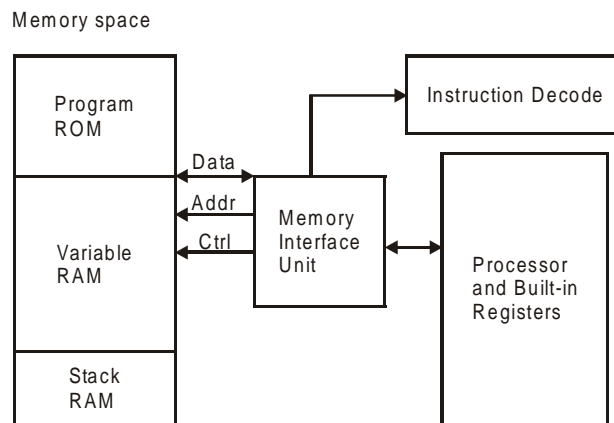 Memory space
Program
ROM
Variable
RAM
Stack
RAM
Data
Addr
Ctrl
Memory
Interface
Unit
Instruction Decode
Processor
and Built-in
Registers